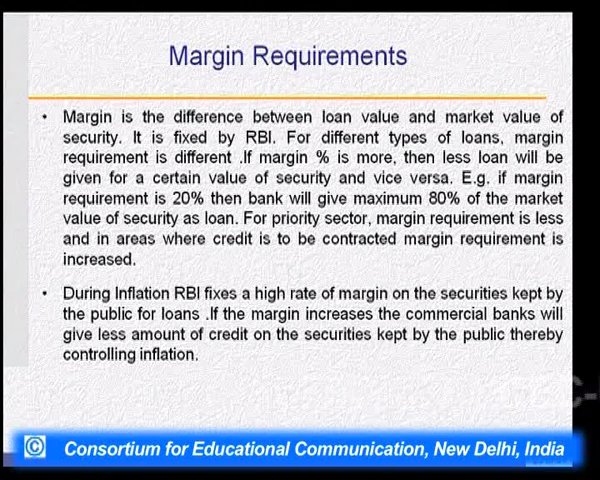 Margin Requirements
• Margin is the difference between loan value and market value of
security. It is fixed by RBI. For different types of loans, margin
requirement is different .If margin % is more, then less loan will be
given for a certain value of security and vice versa. E.g. if margin
requirement is 20% then bank will give maximum 80% of the market
value of security as loan. For priority sector, margin requirement is less
and in areas where credit is to be contracted margin requirement is
increased.
• During Inflation RBI fixes a high rate of margin on the securities kept by
the public for loans .If the margin increases the commercial banks will
give less amount of credit on the securities kept by the public thereby
controlling inflation.
© Consortium for Educational Communication, New Delhi, India